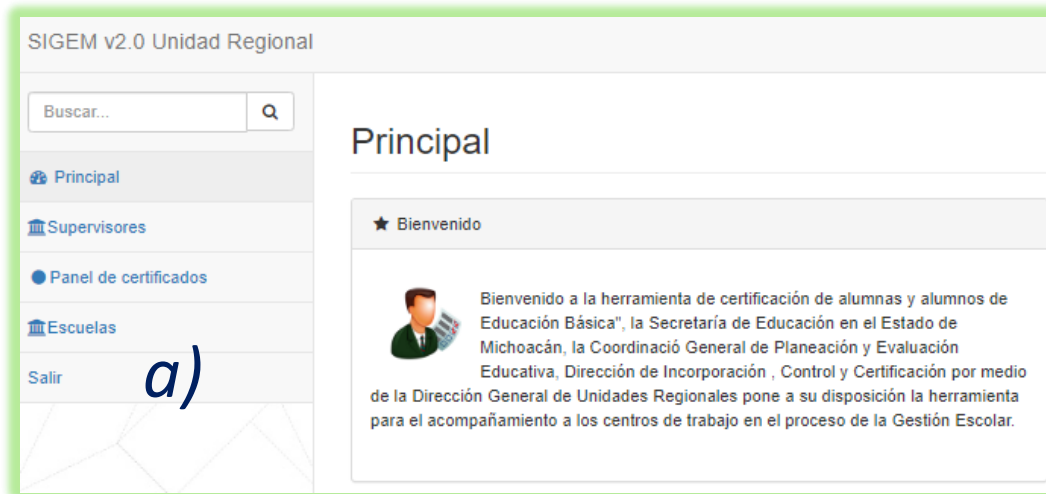 SIGEM v2.0 Unidad Regional
Buscar...
Principal
Supervisores
Panel de certificados
Escuelas
Salir
a)
Principal
Bienvenido
Bienvenido a la herramienta de certificación de alumnas y alumnos de
Educación Básica", la Secretaría de Educación en el Estado de
Michoacán, la Coordinació General de Planeación y Evaluación
Educativa, Dirección de Incorporación , Control y Certificación por medio
de la Dirección General de Unidades Regionales pone a su disposición la herramienta
para el acompañamiento a los centros de trabajo en el proceso de la Gestión Escolar.